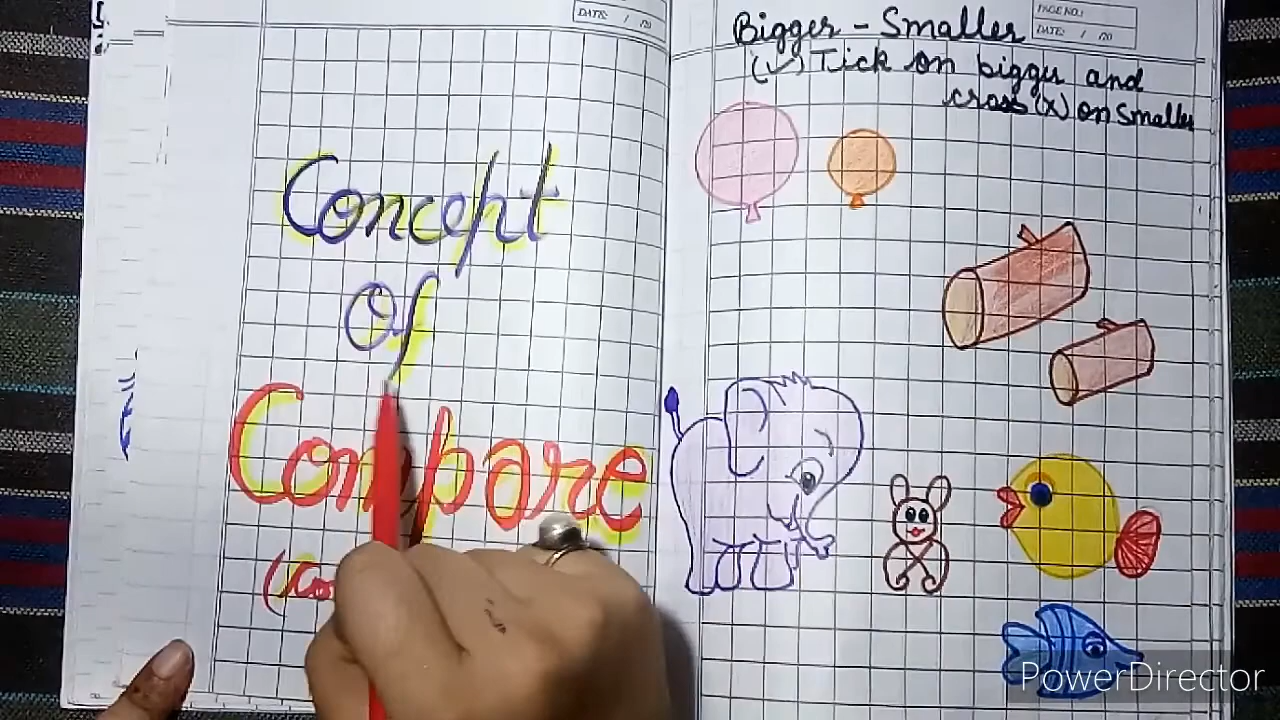 DATE: / /20
Concept
Of
Compare
PAGE NO.:
DATE: / /20
Bigger - Smaller
(✓) Tick on bigger and
cross (x) on Smaller
PowerDirector